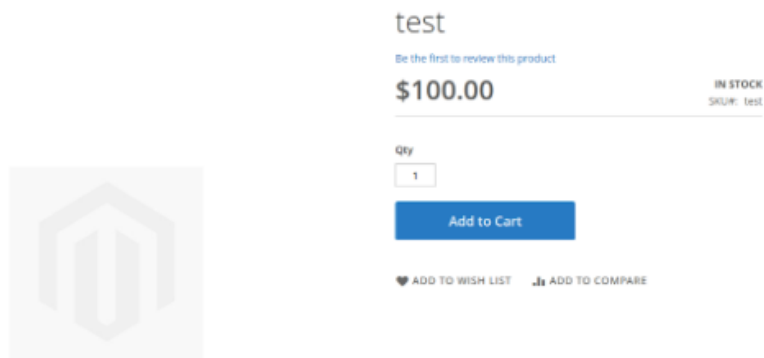 test
Be the first to review this product
$100.00
IN STOCK
SKU#: test
Qty
1
Add to Cart
ADD TO WISH LIST
ADD TO COMPARE